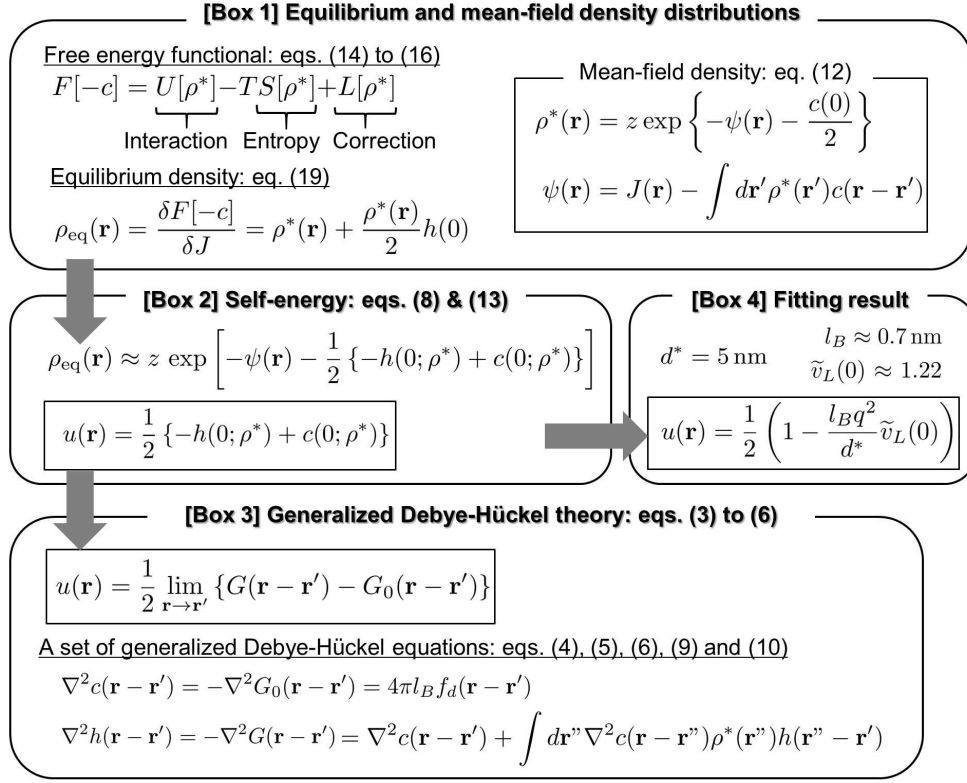 [Box 1] Equilibrium and mean-field density distributions
Free energy functional: eqs. (14) to (16)
F[−c] = U[ρ*]−TS[ρ*]+L[ρ*]
Interaction Entropy Correction
Equilibrium density: eq. (19)
ρ_eq(r) = δF[−c]/δJ = ρ*(r) + ρ*(r)/2 h(0)
Mean-field density: eq. (12)
ρ*(r) = z exp {−ψ(r) − c(0)/2}
ψ(r) = J(r) − ∫ dr′ρ*(r′)c(r − r′)
[Box 2] Self-energy: eqs. (8) & (13)
ρ_eq(r) ≈ z exp [−ψ(r) − 1/2 {−h(0; ρ*) + c(0; ρ*)}]
u(r) = 1/2 {−h(0; ρ*) + c(0; ρ*)}
[Box 4] Fitting result
d* = 5 nm
l_B ≈ 0.7 nm
ṽ_L(0) ≈ 1.22
u(r) = 1/2 (1 − l_B q²/d* ṽ_L(0))
[Box 3] Generalized Debye-Hückel theory: eqs. (3) to (6)
u(r) = 1/2 lim r→r′ {G(r − r′) − G₀(r − r′)}
A set of generalized Debye-Hückel equations: eqs. (4), (5), (6), (9) and (10)
∇²c(r − r′) = −∇²G₀(r − r′) = 4πl_B f_d(r − r′)
∇²h(r − r′) = −∇²G(r − r′) = ∇²c(r − r′) + ∫ dr”∇²c(r − r”)ρ*(r”)h(r” − r′)